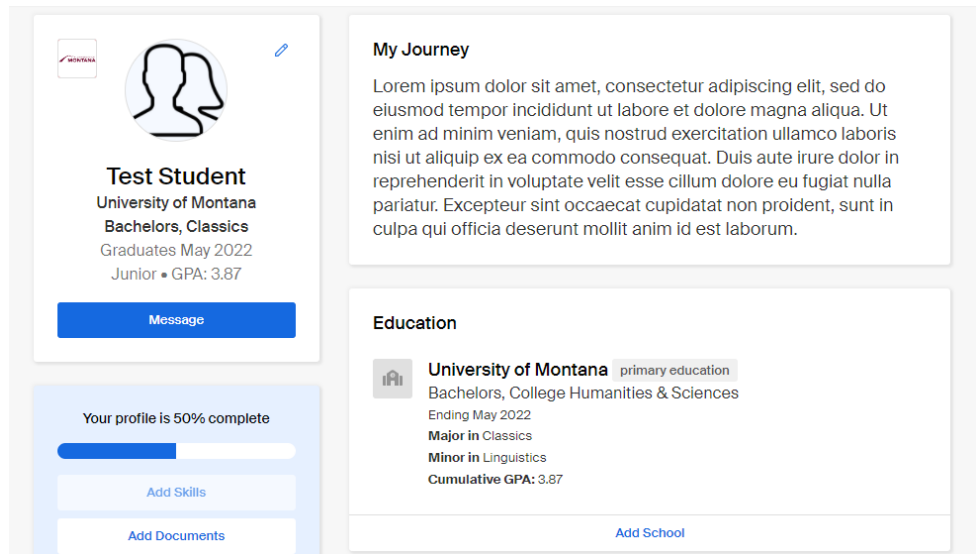 MONTANA
Test Student
University of Montana
Bachelors, Classics
Graduates May 2022
Junior • GPA: 3.87
Message
Your profile is 50% complete
Add Skills
Add Documents
My Journey
Lorem ipsum dolor sit amet, consectetur adipiscing elit, sed do
eiusmod tempor incididunt ut labore et dolore magna aliqua. Ut
enim ad minim veniam, quis nostrud exercitation ullamco laboris
nisi ut aliquip ex ea commodo consequat. Duis aute irure dolor in
reprehenderit in voluptate velit esse cillum dolore eu fugiat nulla
pariatur. Excepteur sint occaecat cupidatat non proident, sunt in
culpa qui officia deserunt mollit anim id est laborum.
Education
University of Montana primary education
Bachelors, College Humanities & Sciences
Ending May 2022
Major in Classics
Minor in Linguistics
Cumulative GPA: 3.87
Add School